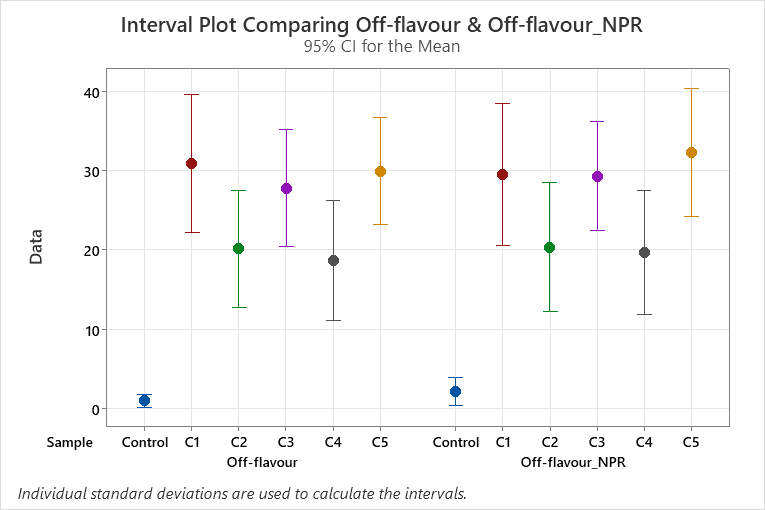 Interval Plot Comparing Off-flavour & Off-flavour_NPR
95% CI for the Mean
40
30
20
10
0
Data
Sample Control C1 C2 C3 C4 C5 Control C1 C2 C3 C4 C5
Off-flavour Off-flavour_NPR
Individual standard deviations are used to calculate the intervals.